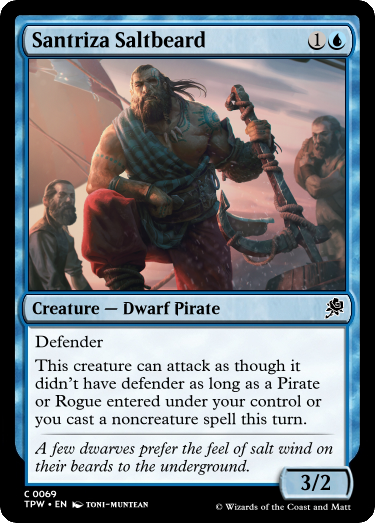 Santriza Saltbeard 1
Creature — Dwarf Pirate
Defender
This creature can attack as though it
didn't have defender as long as a Pirate
or Rogue entered under your control or
you cast a noncreature spell this turn.
A few dwarves prefer the feel of salt wind on
their beards to the underground.
3/2
C 0069
TPW • EN TONI-MUNTEAN © Wizards of the Coast and Matt